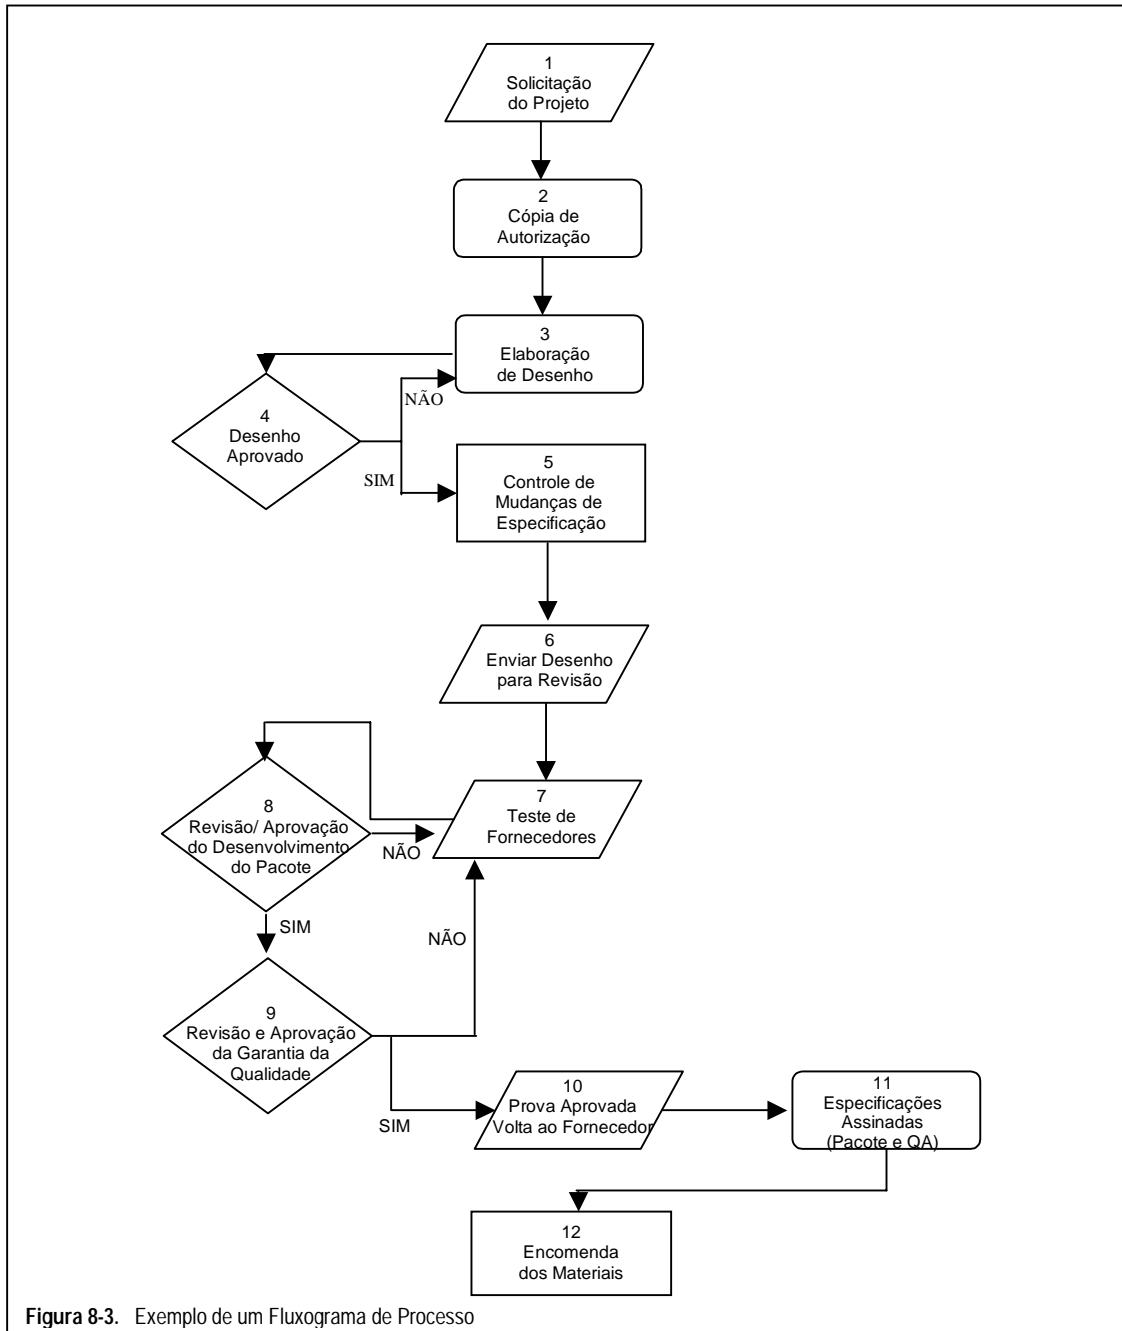 1
Solicitação
do Projeto
2
Cópia de
Autorização
3
Elaboração
de Desenho
NÃO
4
Desenho
Aprovado
SIM
5
Controle de
Mudanças de
Especificação
6
Enviar Desenho
para Revisão
7
Teste de
Fornecedores
8
Revisão/ Aprovação
do Desenvolvimento
do Pacote
NÃO
SIM
NÃO
9
Revisão e Aprovação
da Garantia da
Qualidade
SIM
10
Prova Aprovada
Volta ao Fornecedor
11
Especificações
Assinadas
(Pacote e QA)
12
Encomenda
dos Materiais
Figura 8-3. Exemplo de um Fluxograma de Processo